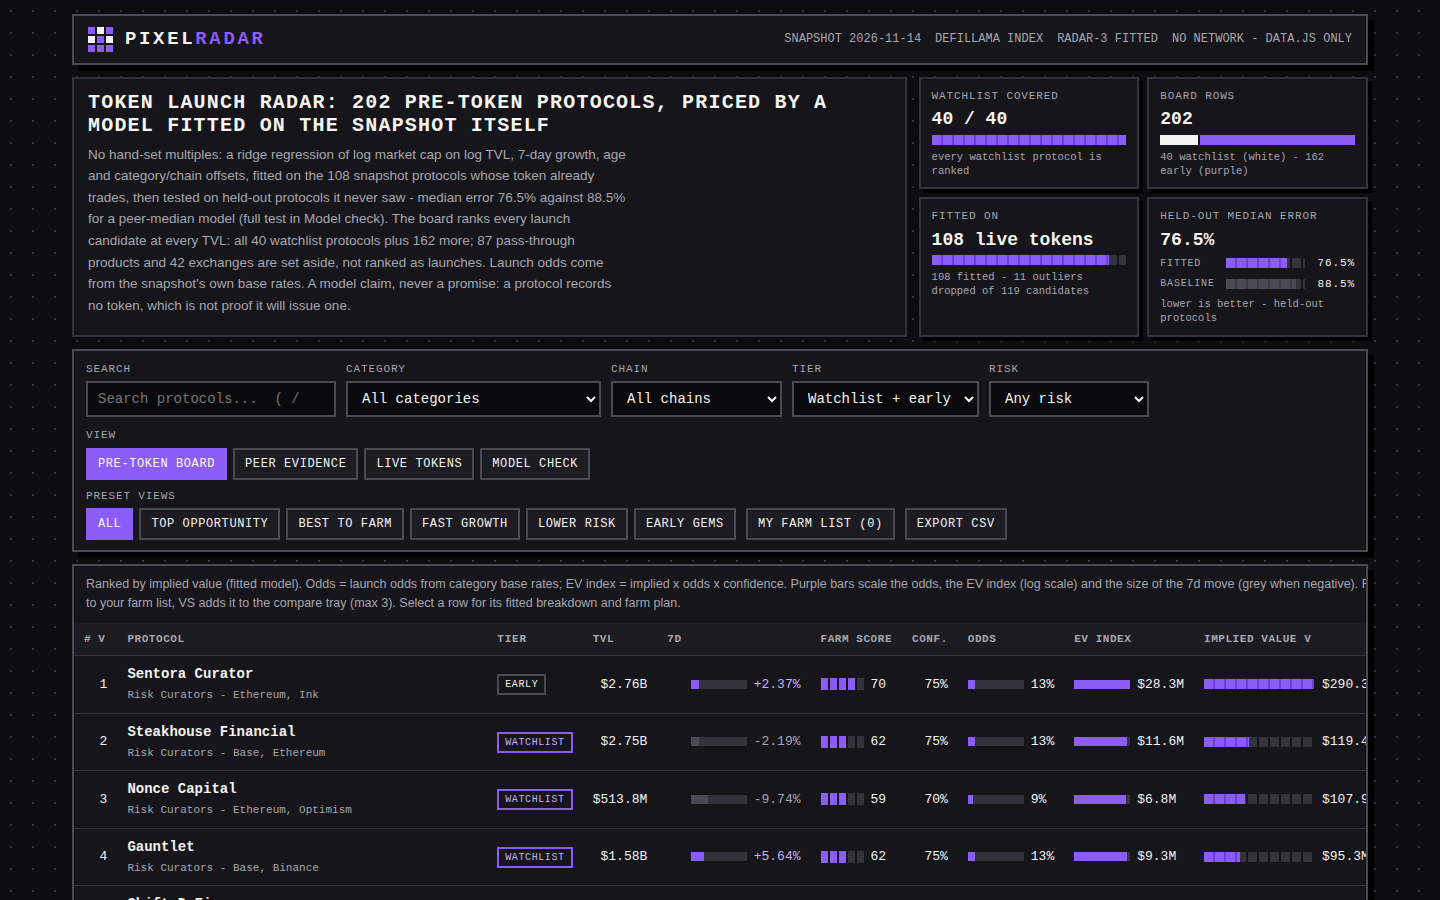 PIXELRADAR
SNAPSHOT 2026-11-14 DEFILLAMA INDEX RADAR-3 FITTED NO NETWORK - DATA.JS ONLY
TOKEN LAUNCH RADAR: 202 PRE-TOKEN PROTOCOLS, PRICED BY A
MODEL FITTED ON THE SNAPSHOT ITSELF
No hand-set multiples: a ridge regression of log market cap on log TVL, 7-day growth, age
and category/chain offsets, fitted on the 108 snapshot protocols whose token already
trades, then tested on held-out protocols it never saw - median error 76.5% against 88.5%
for a peer-median model (full test in Model check). The board ranks every launch
candidate at every TVL: all 40 watchlist protocols plus 162 more; 87 pass-through
products and 42 exchanges are set aside, not ranked as launches. Launch odds come
from the snapshot's own base rates. A model claim, never a promise: a protocol records
no token, which is not proof it will issue one.
WATCHLIST COVERED
40 / 40
every watchlist protocol is
ranked
BOARD ROWS
202
40 watchlist (white) - 162
early (purple)
FITTED ON
108 live tokens
108 fitted - 11 outliers
dropped of 119 candidates
HELD-OUT MEDIAN ERROR
76.5%
FITTED 76.5%
BASELINE 88.5%
lower is better - held-out
protocols
SEARCH CATEGORY CHAIN TIER RISK
Search protocols... ( / All categories All chains Watchlist + early Any risk
VIEW
PRE-TOKEN BOARD PEER EVIDENCE LIVE TOKENS MODEL CHECK
PRESET VIEWS
ALL TOP OPPORTUNITY BEST TO FARM FAST GROWTH LOWER RISK EARLY GEMS MY FARM LIST (0) EXPORT CSV
Ranked by implied value (fitted model). Odds = launch odds from category base rates; EV index = implied x odds x confidence. Purple bars scale the odds, the EV index (log scale) and the size of the 7d move (grey when negative).
to your farm list, VS adds it to the compare tray (max 3). Select a row for its fitted breakdown and farm plan.
# V PROTOCOL TIER TVL 7D FARM SCORE CONF. ODDS EV INDEX IMPLIED VALUE V
1 Sentora Curator EARLY $2.76B +2.37% 70 75% 13% $28.3M $290.3
Risk Curators - Ethereum, Ink
2 Steakhouse Financial WATCHLIST $2.75B -2.19% 62 75% 13% $11.6M $119.4
Risk Curators - Base, Ethereum
3 Nonce Capital WATCHLIST $513.8M -9.74% 59 70% 9% $6.8M $107.9
Risk Curators - Ethereum, Optimism
4 Gauntlet WATCHLIST $1.58B +5.64% 62 75% 13% $9.3M $95.3M
Risk Curators - Base, Binance